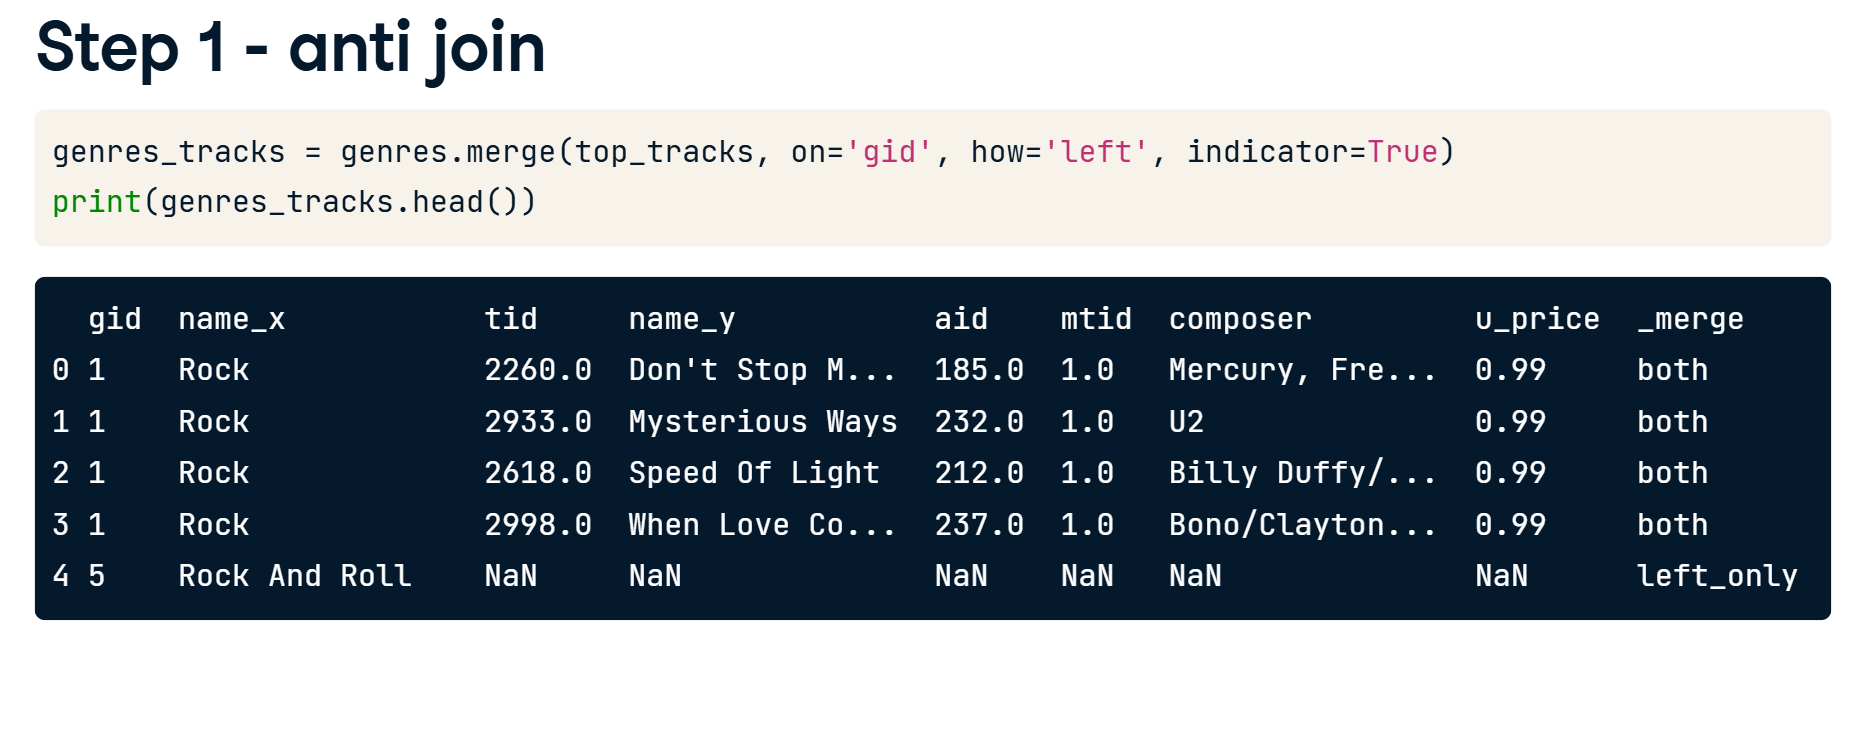 Step 1 - anti join
genres_tracks = genres.merge(top_tracks, on='gid', how='left', indicator=True)
print(genres_tracks.head())
  gid  name_x           tid     name_y           aid    mtid  composer         u_price  _merge
0 1    Rock             2260.0  Don't Stop M...  185.0  1.0   Mercury, Fre...  0.99     both
1 1    Rock             2933.0  Mysterious Ways  232.0  1.0   U2               0.99     both
2 1    Rock             2618.0  Speed Of Light   212.0  1.0   Billy Duffy/...  0.99     both
3 1    Rock             2998.0  When Love Co...  237.0  1.0   Bono/Clayton...  0.99     both
4 5    Rock And Roll    NaN     NaN              NaN    NaN   NaN              NaN      left_only